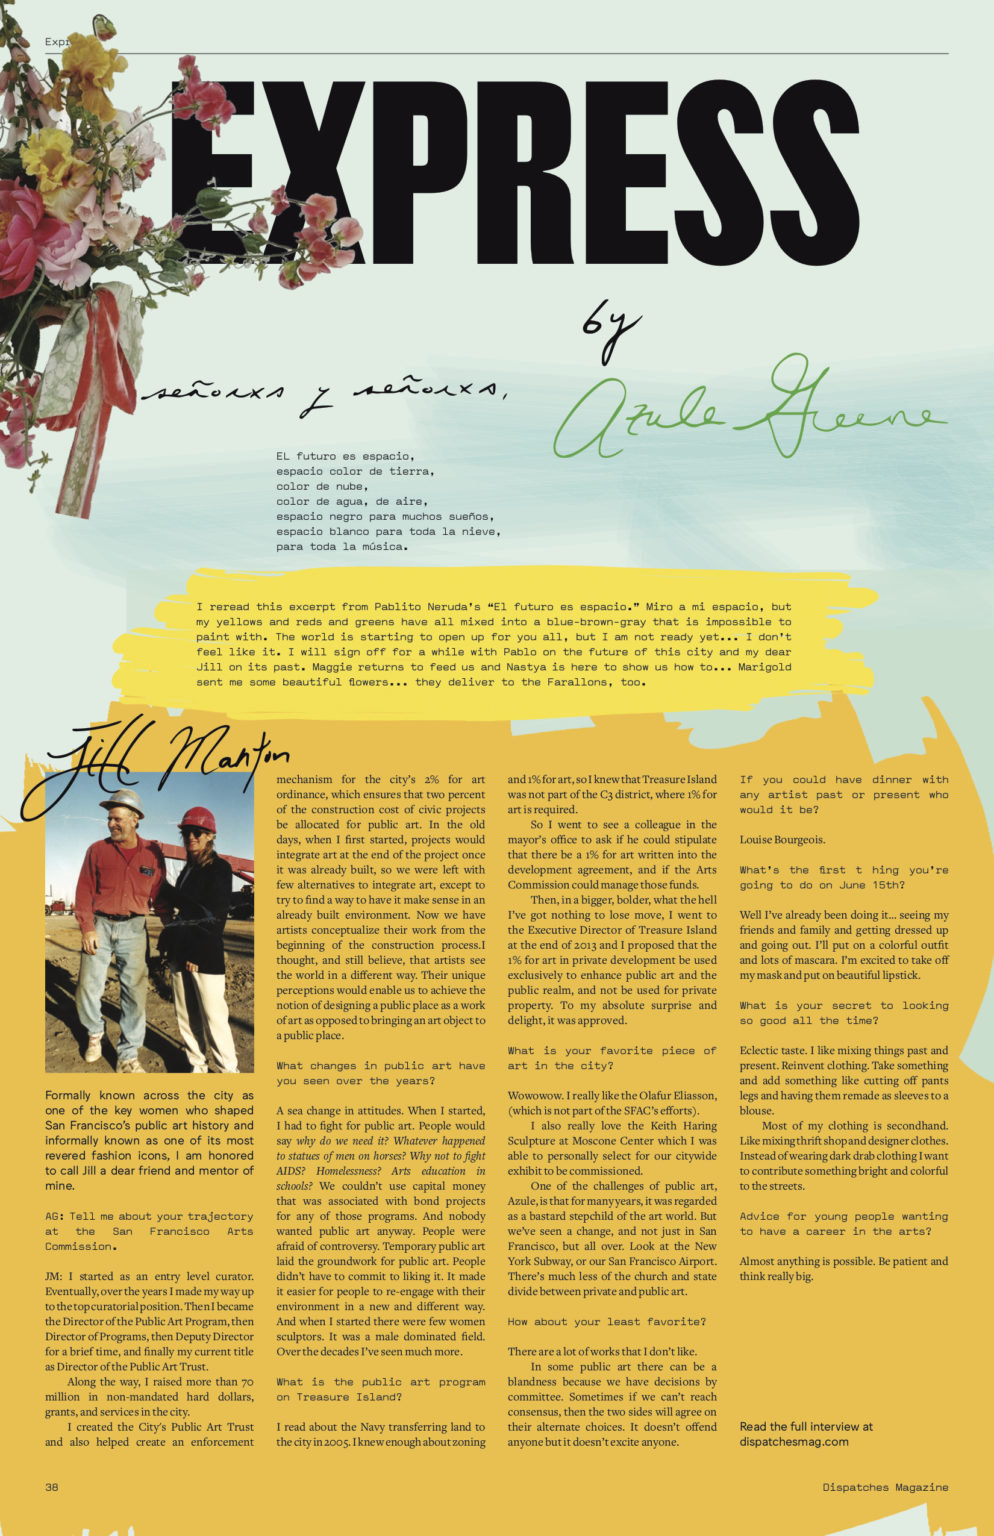 Expr
EXPRESS
by
Azule Greene
señorxs y señorxs,
EL futuro es espacio,
espacio color de tierra,
color de nube,
color de agua, de aire,
espacio negro para muchos sueños,
espacio blanco para toda la nieve,
para toda la música.
I reread this excerpt from Pablito Neruda's “El futuro es espacio.” Miro a mi espacio, but
my yellows and reds and greens have all mixed into a blue-brown-gray that is impossible to
paint with. The world is starting to open up for you all, but I am not ready yet... I don't
feel like it. I will sign off for a while with Pablo on the future of this city and my dear
Jill on its past. Maggie returns to feed us and Nastya is here to show us how to... Marigold
sent me some beautiful flowers... they deliver to the Farallons, too.
Jill Manton
Formally known across the city as
one of the key women who shaped
San Francisco's public art history and
informally known as one of its most
revered fashion icons, I am honored
to call Jill a dear friend and mentor of
mine.
AG: Tell me about your trajectory
at the San Francisco Arts
Commission.
JM: I started as an entry level curator.
Eventually, over the years I made my way up
to the top curatorial position. Then I became
the Director of the Public Art Program, then
Director of Programs, then Deputy Director
for a brief time, and finally my current title
as Director of the Public Art Trust.
Along the way, I raised more than 70
million in non-mandated hard dollars,
grants, and services in the city.
I created the City's Public Art Trust
and also helped create an enforcement
mechanism for the city's 2% for art
ordinance, which ensures that two percent
of the construction cost of civic projects
be allocated for public art. In the old
days, when I first started, projects would
integrate art at the end of the project once
it was already built, so we were left with
few alternatives to integrate art, except to
try to find a way to have it make sense in an
already built environment. Now we have
artists conceptualize their work from the
beginning of the construction process.I
thought, and still believe, that artists see
the world in a different way. Their unique
perceptions would enable us to achieve the
notion of designing a public place as a work
of art as opposed to bringing an art object to
a public place.
What changes in public art have
you seen over the years?
A sea change in attitudes. When I started,
I had to fight for public art. People would
say why do we need it? Whatever happened
to statues of men on horses? Why not to fight
AIDS? Homelessness? Arts education in
schools? We couldn't use capital money
that was associated with bond projects
for any of those programs. And nobody
wanted public art anyway. People were
afraid of controversy. Temporary public art
laid the groundwork for public art. People
didn't have to commit to liking it. It made
it easier for people to re-engage with their
environment in a new and different way.
And when I started there were few women
sculptors. It was a male dominated field.
Over the decades I've seen much more.
What is the public art program
on Treasure Island?
I read about the Navy transferring land to
the city in 2005. I knew enough about zoning
and 1% for art, so I knew that Treasure Island
was not part of the C3 district, where 1% for
art is required.
So I went to see a colleague in the
mayor's office to ask if he could stipulate
that there be a 1% for art written into the
development agreement, and if the Arts
Commission could manage those funds.
Then, in a bigger, bolder, what the hell
I've got nothing to lose move, I went to
the Executive Director of Treasure Island
at the end of 2013 and I proposed that the
1% for art in private development be used
exclusively to enhance public art and the
public realm, and not be used for private
property. To my absolute surprise and
delight, it was approved.
What is your favorite piece of
art in the city?
Wowowow. I really like the Olafur Eliasson,
(which is not part of the SFAC's efforts).
I also really love the Keith Haring
Sculpture at Moscone Center which I was
able to personally select for our citywide
exhibit to be commissioned.
One of the challenges of public art,
Azule, is that for many years, it was regarded
as a bastard stepchild of the art world. But
we've seen a change, and not just in San
Francisco, but all over. Look at the New
York Subway, or our San Francisco Airport.
There's much less of the church and state
divide between private and public art.
How about your least favorite?
There are a lot of works that I don't like.
In some public art there can be a
blandness because we have decisions by
committee. Sometimes if we can't reach
consensus, then the two sides will agree on
their alternate choices. It doesn't offend
anyone but it doesn't excite anyone.
If you could have dinner with
any artist past or present who
would it be?
Louise Bourgeois.
What's the first t hing you're
going to do on June 15th?
Well I've already been doing it... seeing my
friends and family and getting dressed up
and going out. I'll put on a colorful outfit
and lots of mascara. I'm excited to take off
my mask and put on beautiful lipstick.
What is your secret to looking
so good all the time?
Eclectic taste. I like mixing things past and
present. Reinvent clothing. Take something
and add something like cutting off pants
legs and having them remade as sleeves to a
blouse.
Most of my clothing is secondhand.
Like mixing thrift shop and designer clothes.
Instead of wearing dark drab clothing I want
to contribute something bright and colorful
to the streets.
Advice for young people wanting
to have a career in the arts?
Almost anything is possible. Be patient and
think really big.
Read the full interview at
dispatchesmag.com
38
Dispatches Magazine